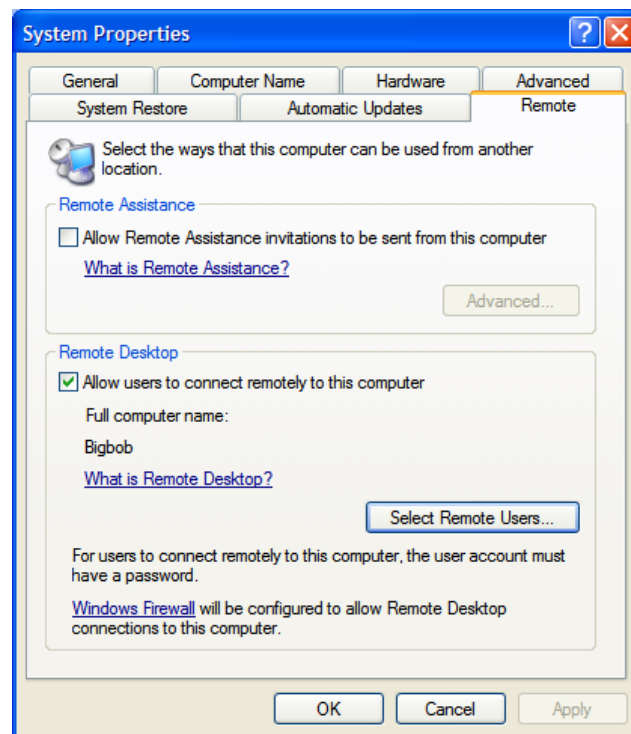 System Properties
?
X
General Computer Name Hardware Advanced
System Restore Automatic Updates Remote
Select the ways that this computer can be used from another
location.
Remote Assistance
Allow Remote Assistance invitations to be sent from this computer
What is Remote Assistance?
Advanced...
Remote Desktop
Allow users to connect remotely to this computer
Full computer name:
Bigbob
What is Remote Desktop?
Select Remote Users...
For users to connect remotely to this computer, the user account must
have a password.
Windows Firewall will be configured to allow Remote Desktop
connections to this computer.
OK Cancel Apply